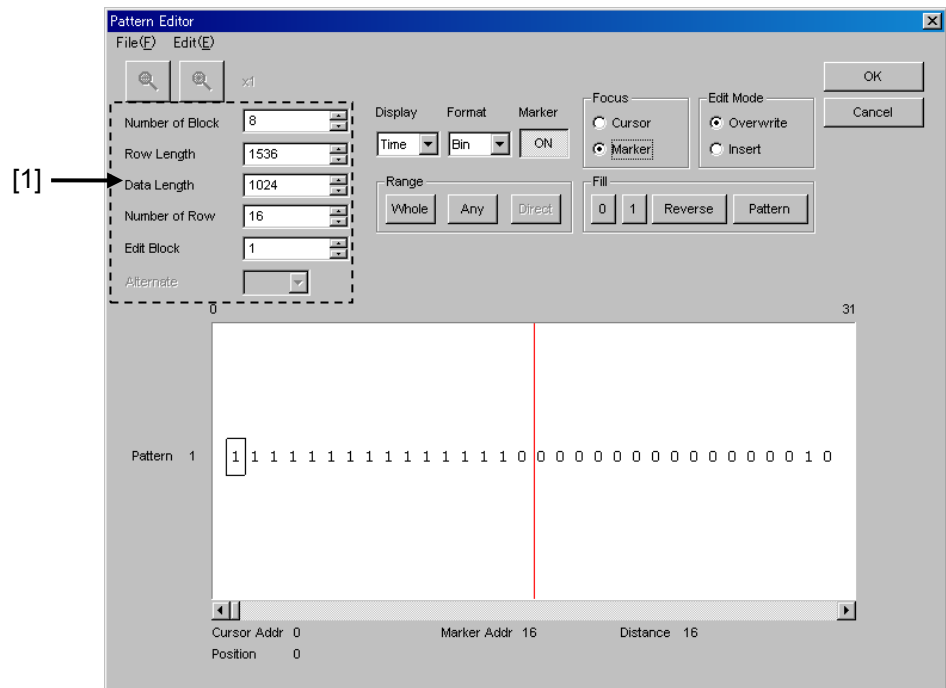 Pattern Editor
File(F) Edit(E)
x1
OK
Cancel
Number of Block 8
Row Length 1536
Data Length 1024
Number of Row 16
Edit Block 1
Alternate
[1]
Display Format Marker
Time Bin ON
Focus
Cursor
Marker
Edit Mode
Overwrite
Insert
Range
Whole Any Direct
Fill
0 1 Reverse Pattern
0 31
Pattern 1 1 1 1 1 1 1 1 1 1 1 1 1 1 1 1 0 0 0 0 0 0 0 0 0 0 0 0 0 0 0 1 0
Cursor Addr 0 Marker Addr 16 Distance 16
Position 0